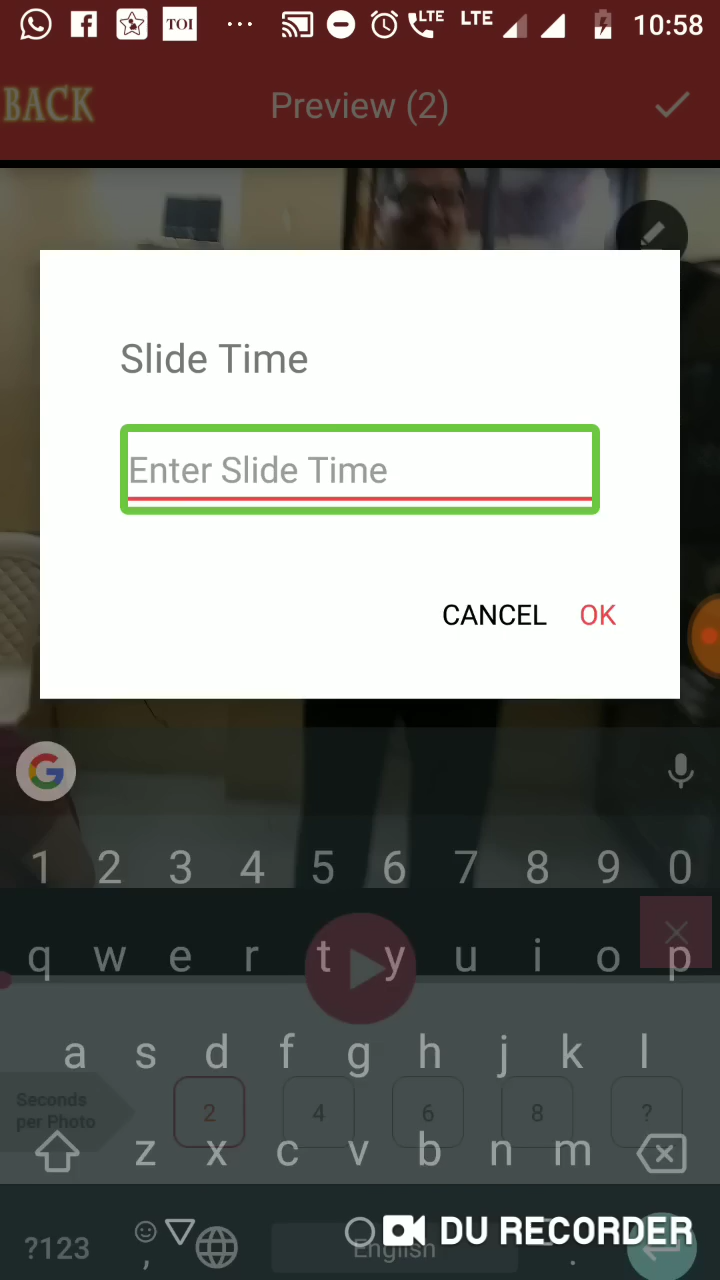 TOI ... LTE LTE 10:58
BACK Preview (2)
Slide Time
Enter Slide Time
CANCEL OK
G
1 2 3 4 5 6 7 8 9 0
q w e r t y u i o p
a s d f g h j k l
Seconds
per Photo
2 4 6 8 ?
z x c v b n m
?123 , English .
DU RECORDER